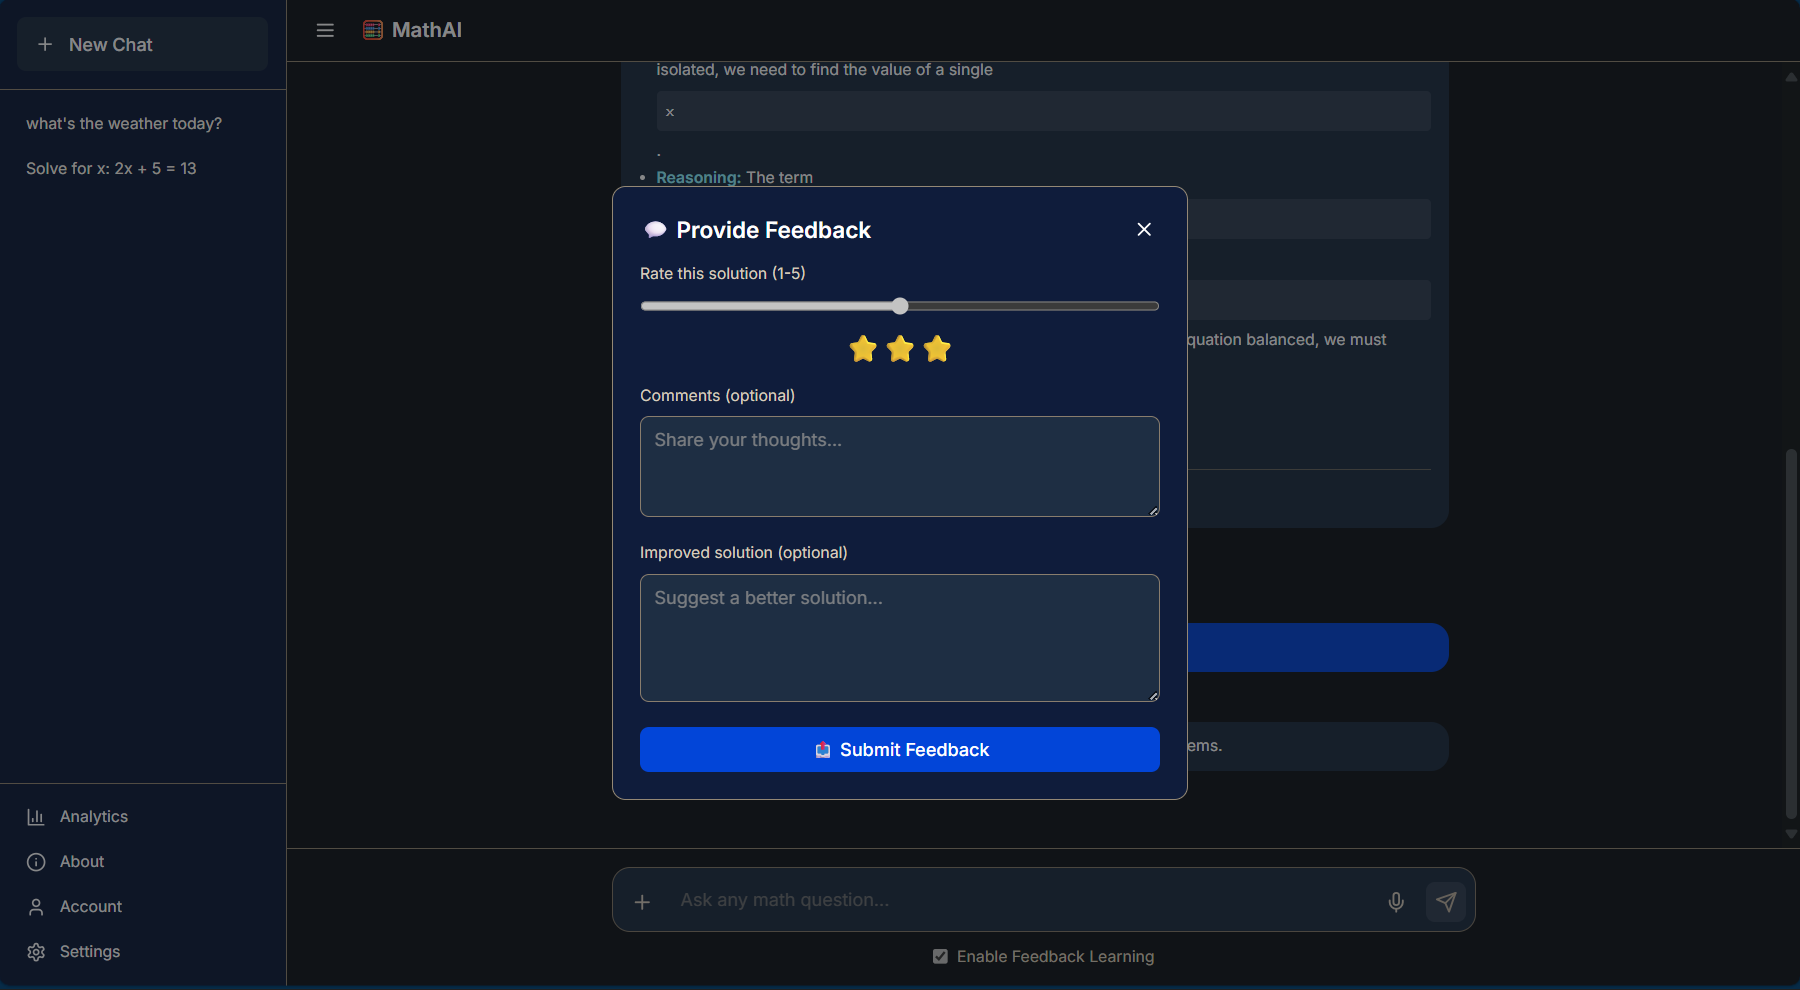 New Chat
what's the weather today?
Solve for x: 2x + 5 = 13
Analytics
About
Account
Settings
MathAI
isolated, we need to find the value of a single
x
.
• Reasoning: The term
quation balanced, we must
ems.
Provide Feedback
Rate this solution (1-5)
Comments (optional)
Share your thoughts...
Improved solution (optional)
Suggest a better solution...
Submit Feedback
Ask any math question...
Enable Feedback Learning